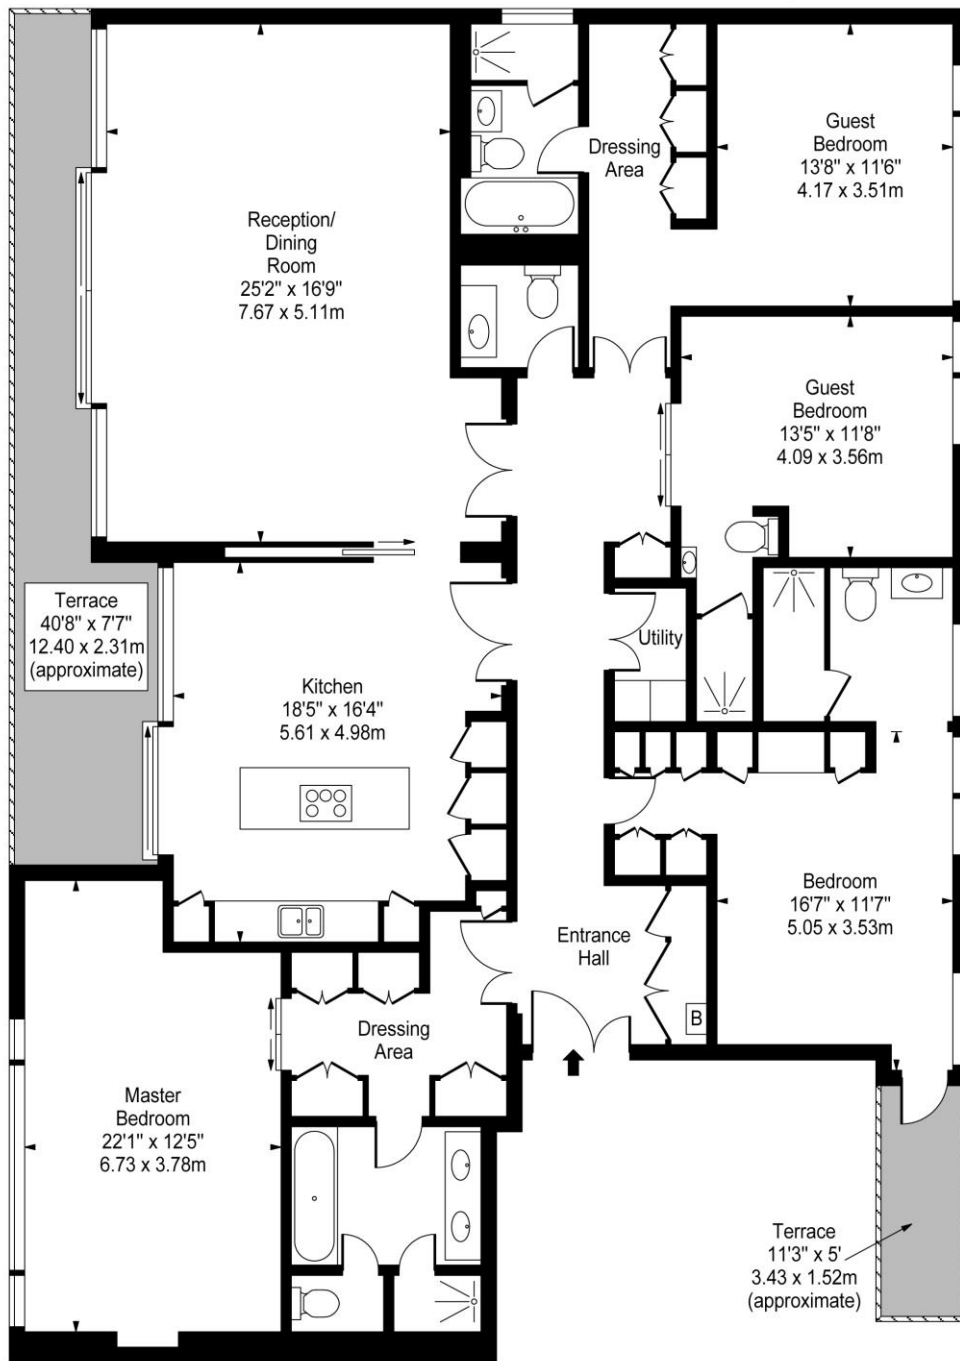 Reception/
Dining
Room
25'2" x 16'9"
7.67 x 5.11m
Dressing
Area
Guest
Bedroom
13'8" x 11'6"
4.17 x 3.51m
Guest
Bedroom
13'5" x 11'8"
4.09 x 3.56m
Terrace
40'8" x 7'7"
12.40 x 2.31m
(approximate)
Kitchen
18'5" x 16'4"
5.61 x 4.98m
Utility
Bedroom
16'7" x 11'7"
5.05 x 3.53m
Entrance
Hall
B
Dressing
Area
Master
Bedroom
22'1" x 12'5"
6.73 x 3.78m
Terrace
11'3" x 5'
3.43 x 1.52m
(approximate)